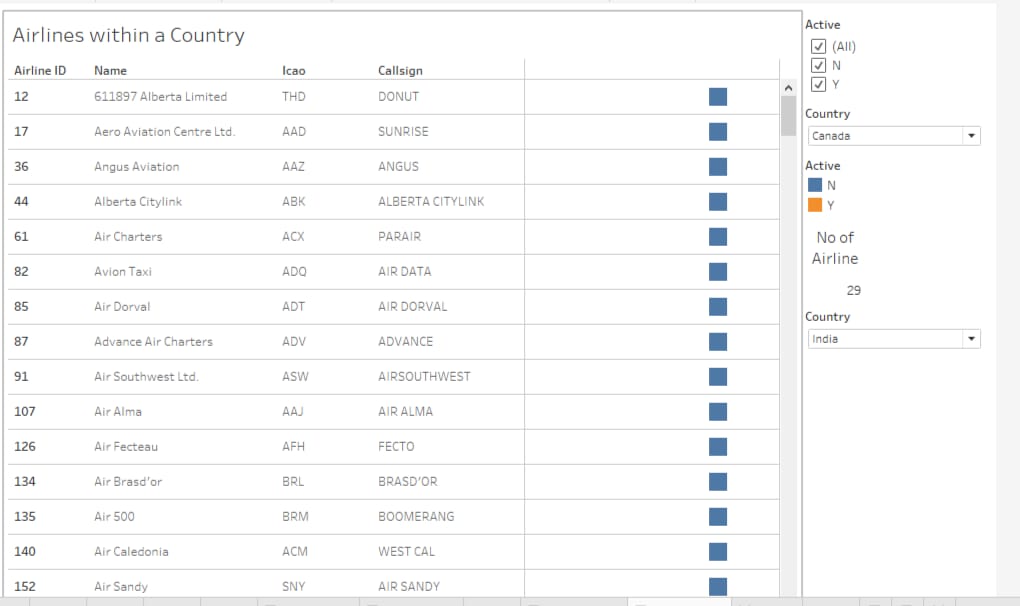 Airlines within a Country
Airline ID Name Icao Callsign
12 611897 Alberta Limited THD DONUT
17 Aero Aviation Centre Ltd. AAD SUNRISE
36 Angus Aviation AAZ ANGUS
44 Alberta Citylink ABK ALBERTA CITYLINK
61 Air Charters ACX PARAIR
82 Avion Taxi ADQ AIR DATA
85 Air Dorval ADT AIR DORVAL
87 Advance Air Charters ADV ADVANCE
91 Air Southwest Ltd. ASW AIRSOUTHWEST
107 Air Alma AAJ AIR ALMA
126 Air Fecteau AFH FECTO
134 Air Brasd'or BRL BRASD'OR
135 Air 500 BRM BOOMERANG
140 Air Caledonia ACM WEST CAL
152 Air Sandy SNY AIR SANDY
Active
(All)
N
Y
Country
Canada
Active
N
Y
No of
Airline
29
Country
India